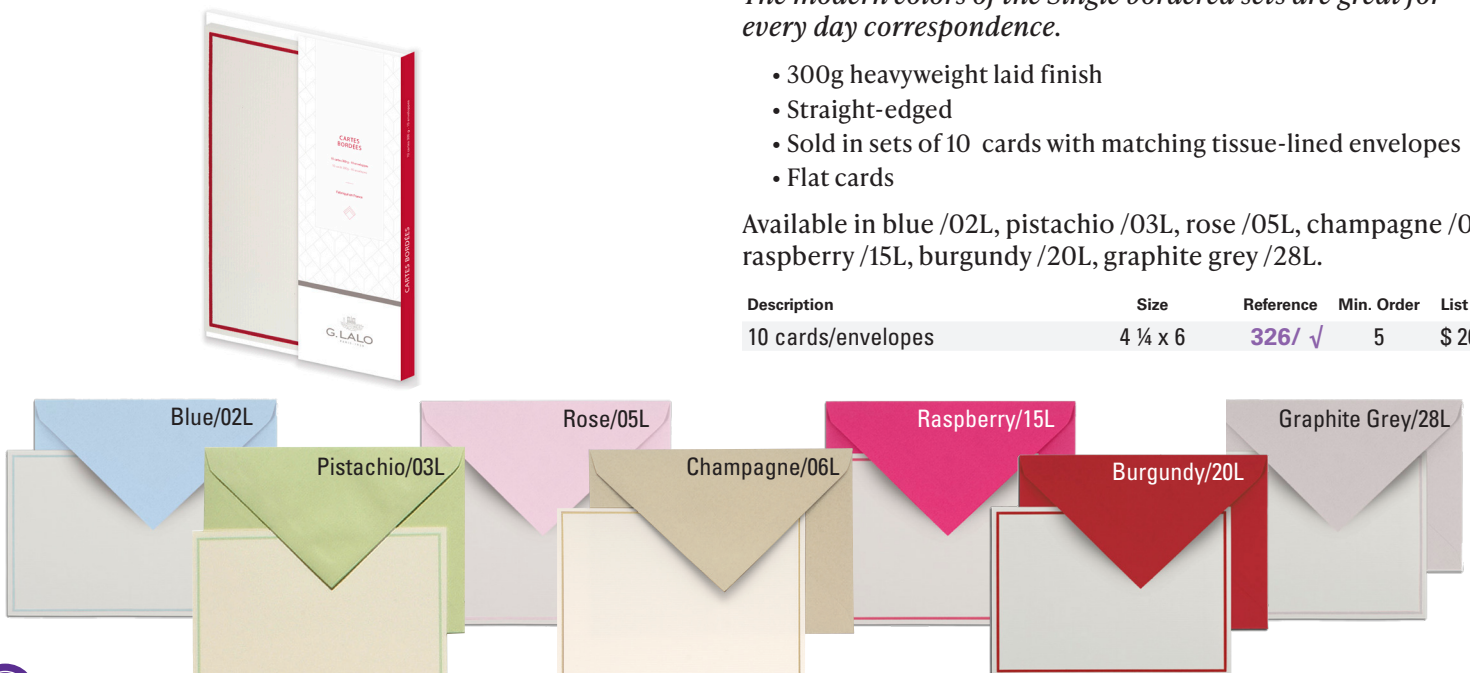 The modern colors of the Single bordered sets are great for
every day correspondence.
• 300g heavyweight laid finish
• Straight-edged
• Sold in sets of 10 cards with matching tissue-lined envelopes
• Flat cards
Available in blue /02L, pistachio /03L, rose /05L, champagne /0
raspberry /15L, burgundy /20L, graphite grey /28L.
Description Size Reference Min. Order List
10 cards/envelopes 4 ¼ x 6 326/ √ 5 $ 20
CARTES
BORDÉES
CARTES BORDÉES
G. LALO
Blue/02L
Rose/05L
Raspberry/15L
Graphite Grey/28L
Pistachio/03L
Champagne/06L
Burgundy/20L